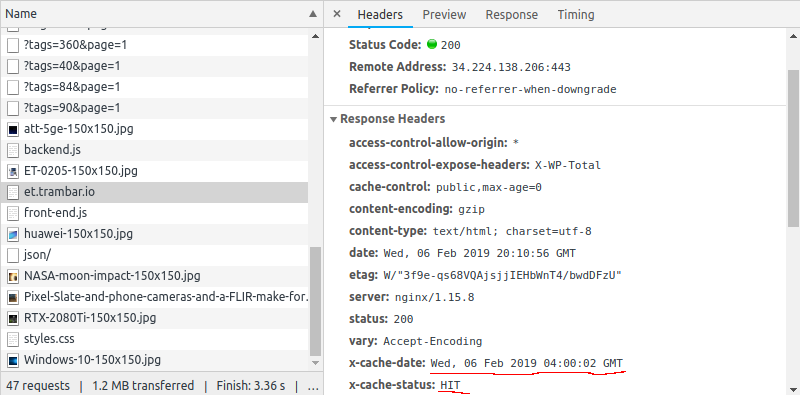 Name
?tags=360&page=1
?tags=40&page=1
?tags=84&page=1
?tags=90&page=1
att-5ge-150x150.jpg
backend.js
ET-0205-150x150.jpg
et.trambar.io
front-end.js
huawei-150x150.jpg
json/
NASA-moon-impact-150x150.jpg
Pixel-Slate-and-phone-cameras-and-a-FLIR-make-for…
RTX-2080Ti-150x150.jpg
styles.css
Windows-10-150x150.jpg
47 requests | 1.2 MB transferred | Finish: 3.36 s | …
× Headers Preview Response Timing
Status Code: 200
Remote Address: 34.224.138.206:443
Referrer Policy: no-referrer-when-downgrade
Response Headers
access-control-allow-origin: *
access-control-expose-headers: X-WP-Total
cache-control: public,max-age=0
content-encoding: gzip
content-type: text/html; charset=utf-8
date: Wed, 06 Feb 2019 20:10:56 GMT
etag: W/"3f9e-qs68VQAjsjjIEHbWnT4/bwdDFzU"
server: nginx/1.15.8
status: 200
vary: Accept-Encoding
x-cache-date: Wed, 06 Feb 2019 04:00:02 GMT
x-cache-status: HIT